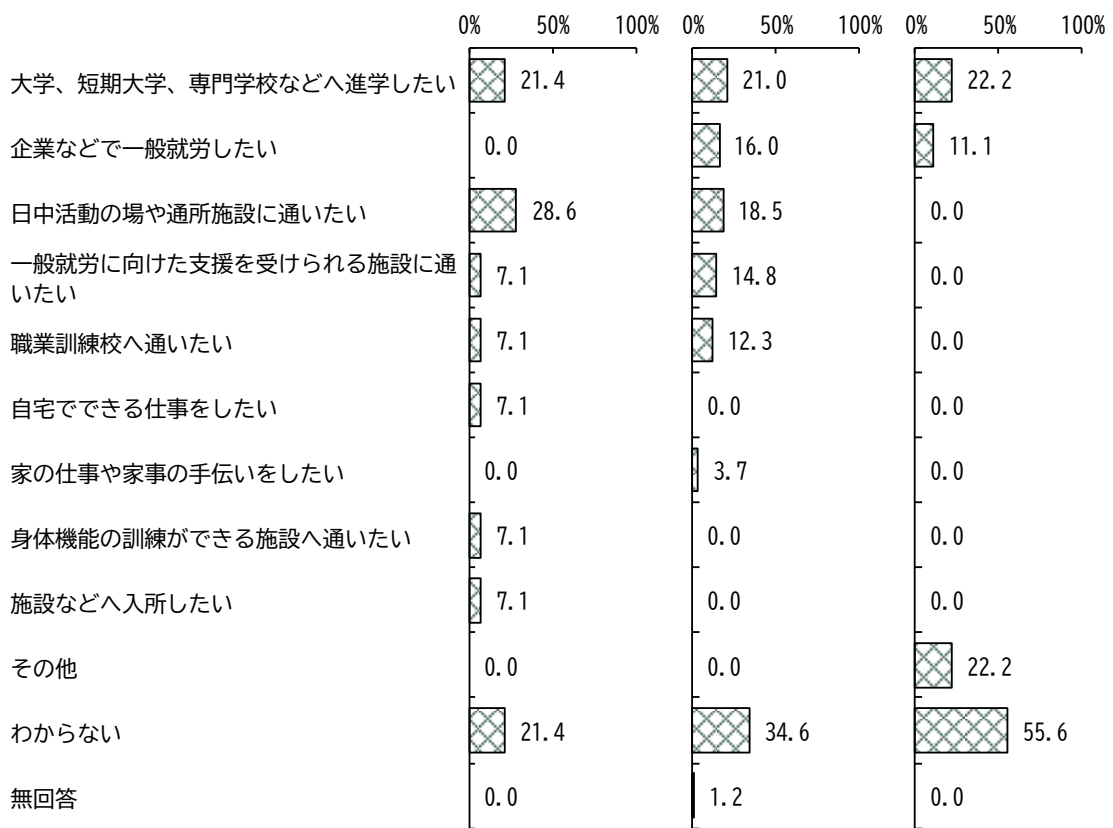 0% 50% 100% 0% 50% 100% 0% 50% 100%
大学、短期大学、専門学校などへ進学したい 21.4 21.0 22.2
企業などで一般就労したい 0.0 16.0 11.1
日中活動の場や通所施設に通いたい 28.6 18.5 0.0
一般就労に向けた支援を受けられる施設に通
いたい 7.1 14.8 0.0
職業訓練校へ通いたい 7.1 12.3 0.0
自宅でできる仕事をしたい 7.1 0.0 0.0
家の仕事や家事の手伝いをしたい 0.0 3.7 0.0
身体機能の訓練ができる施設へ通いたい 7.1 0.0 0.0
施設などへ入所したい 7.1 0.0 0.0
その他 0.0 0.0 22.2
わからない 21.4 34.6 55.6
無回答 0.0 1.2 0.0